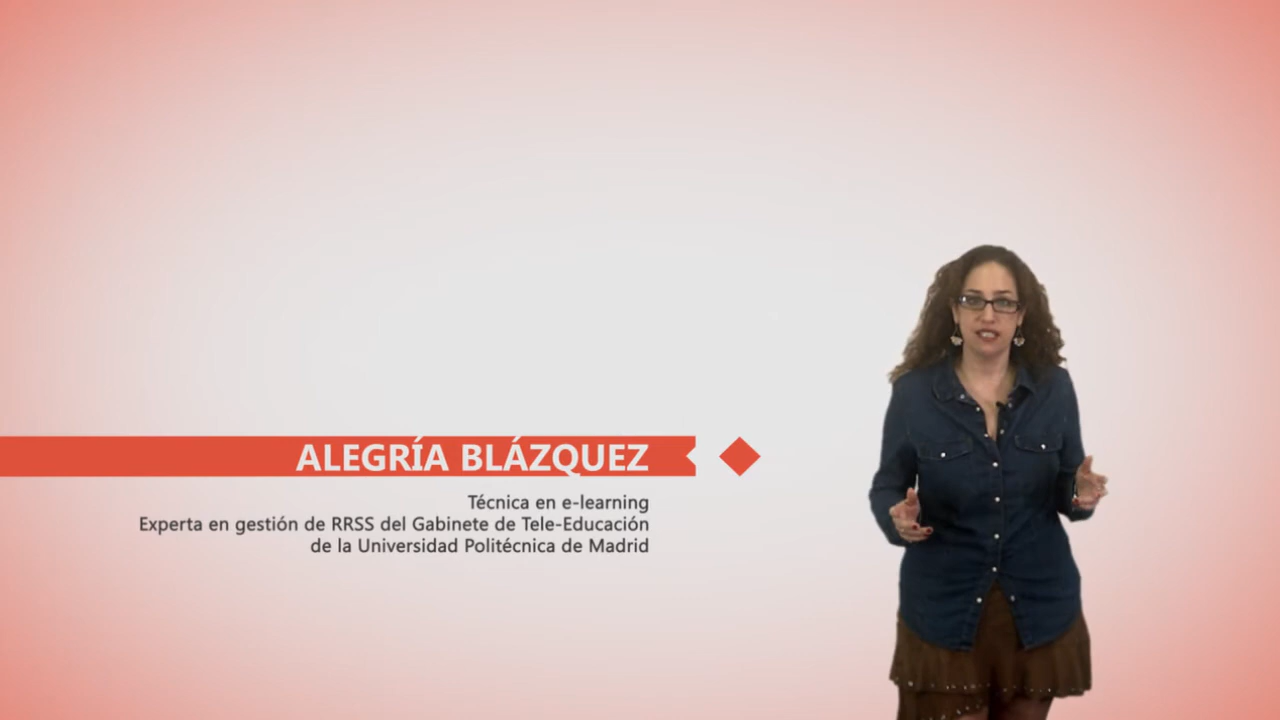 ALEGRÍA BLÁZQUEZ
Técnica en e-learning
Experta en gestión de RRSS del Gabinete de Tele-Educación
de la Universidad Politécnica de Madrid